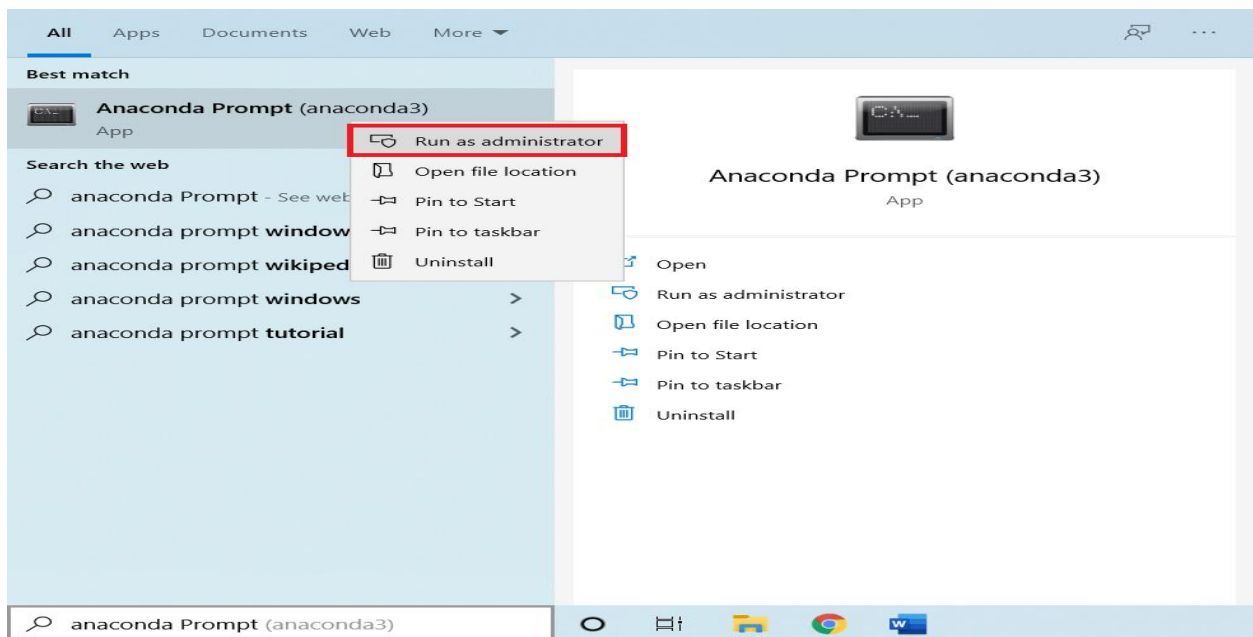 All Apps Documents Web More
Best match
Anaconda Prompt (anaconda3)
App
Search the web
anaconda Prompt - See web
anaconda prompt window
anaconda prompt wikiped
anaconda prompt windows
anaconda prompt tutorial
Run as administrator
Open file location
Pin to Start
Pin to taskbar
Uninstall
C:\_
Anaconda Prompt (anaconda3)
App
Open
Run as administrator
Open file location
Pin to Start
Pin to taskbar
Uninstall
anaconda Prompt (anaconda3)
W